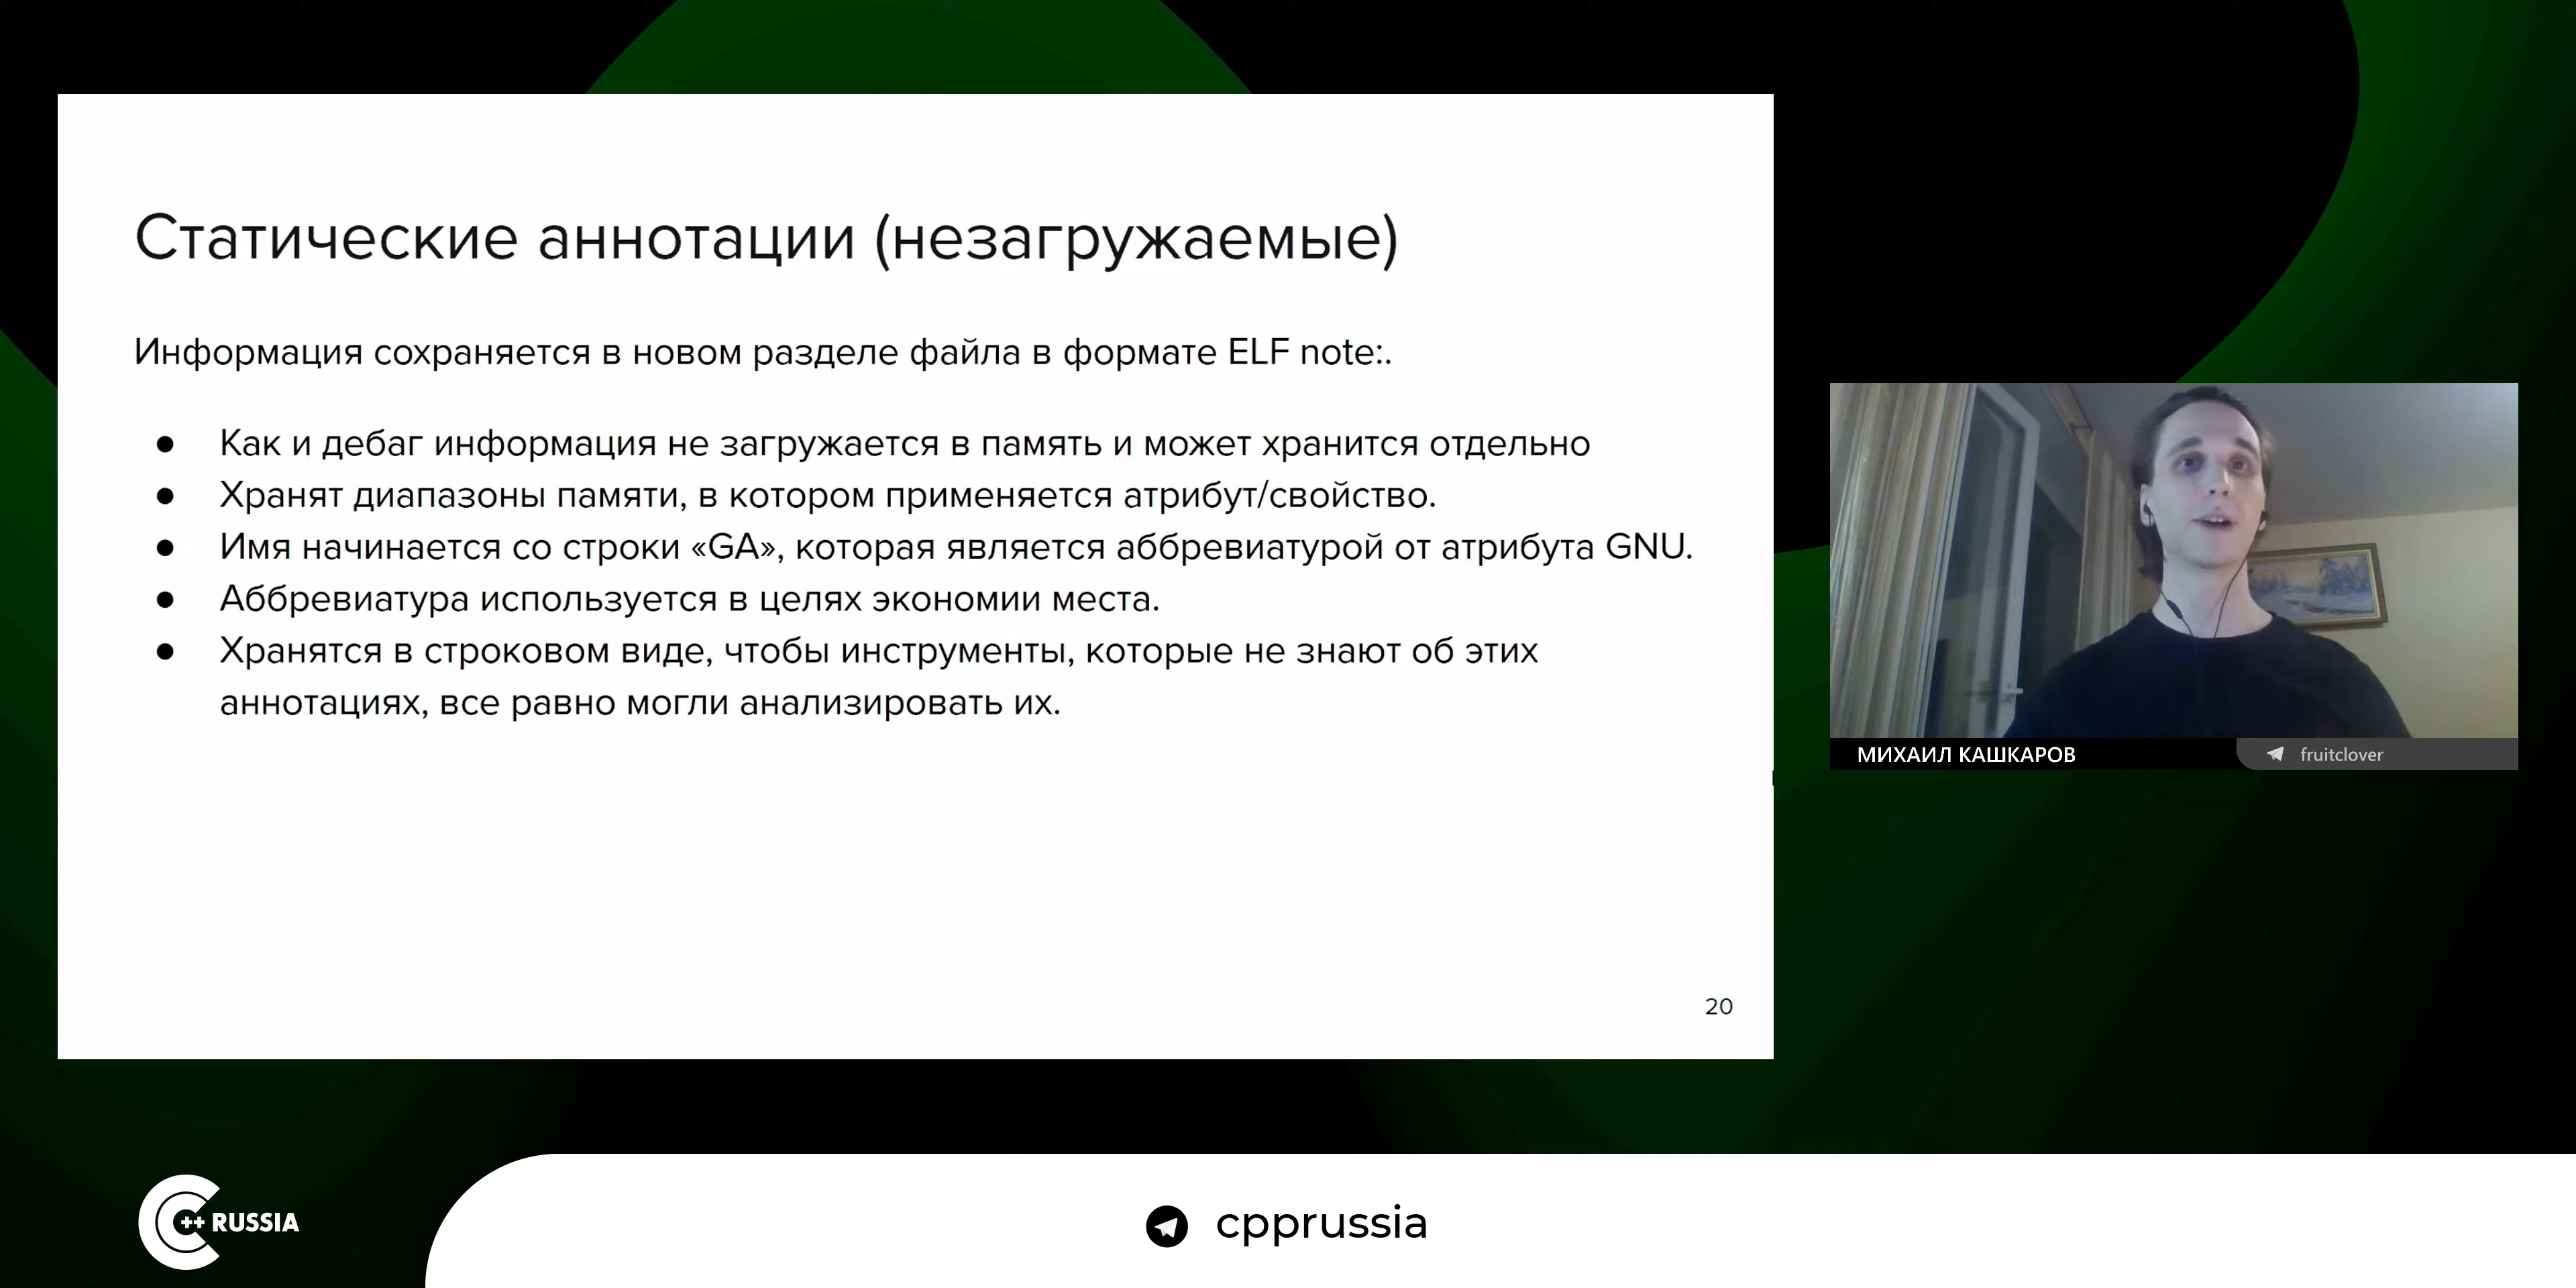 Статические аннотации (незагружаемые)
Информация сохраняется в новом разделе файла в формате ELF note:.
● Как и дебаг информация не загружается в память и может хранится отдельно
● Хранят диапазоны памяти, в котором применяется атрибут/свойство.
● Имя начинается со строки «GA», которая является аббревиатурой от атрибута GNU.
● Аббревиатура используется в целях экономии места.
● Хранятся в строковом виде, чтобы инструменты, которые не знают об этих
аннотациях, все равно могли анализировать их.
20
МИХАИЛ КАШКАРОВ
fruitclover
C++ RUSSIA
cpprussia